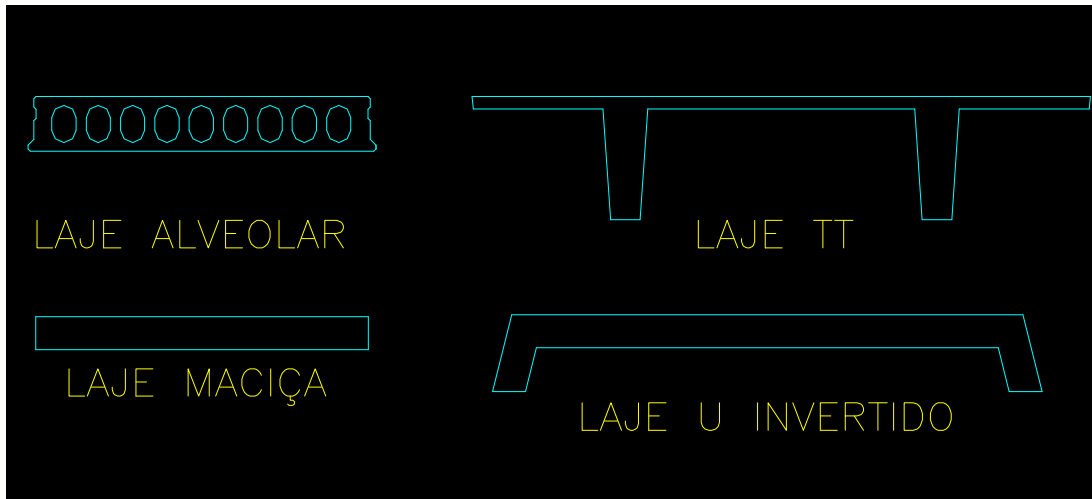 LAJE ALVEOLAR
LAJE TT
LAJE MACIÇA
LAJE U INVERTIDO